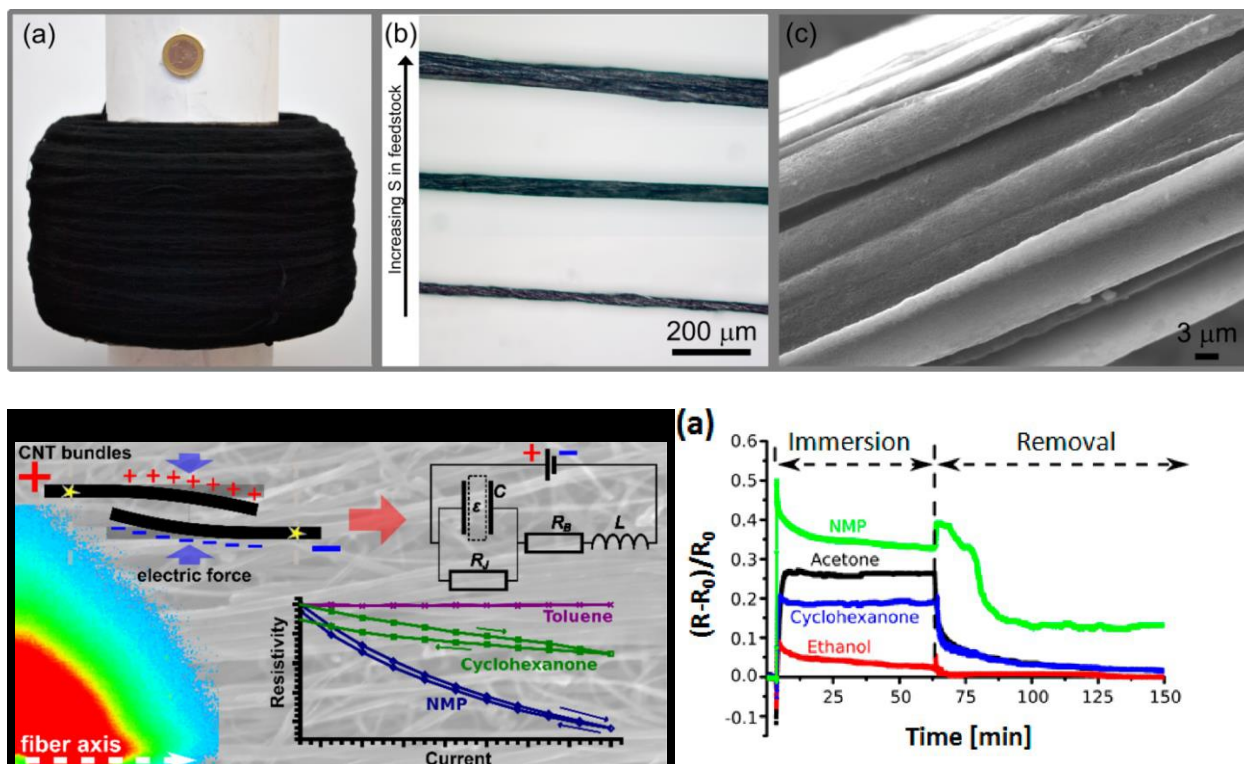 (a)
(b)
(c)
Increasing S in feedstock
200 μm
3 μm
CNT bundles
+
+ + + + + + +
electric force
+
C
ε
R_B
L
R_J
Toluene
Cyclohexanone
NMP
Resistivity
Current
fiber axis
(a)
Immersion
Removal
NMP
Acetone
Cyclohexanone
Ethanol
(R-R₀)/R₀
0.6
0.5
0.4
0.3
0.2
0.1
0.0
-0.1
0
25
50
75
100
125
150
Time [min]